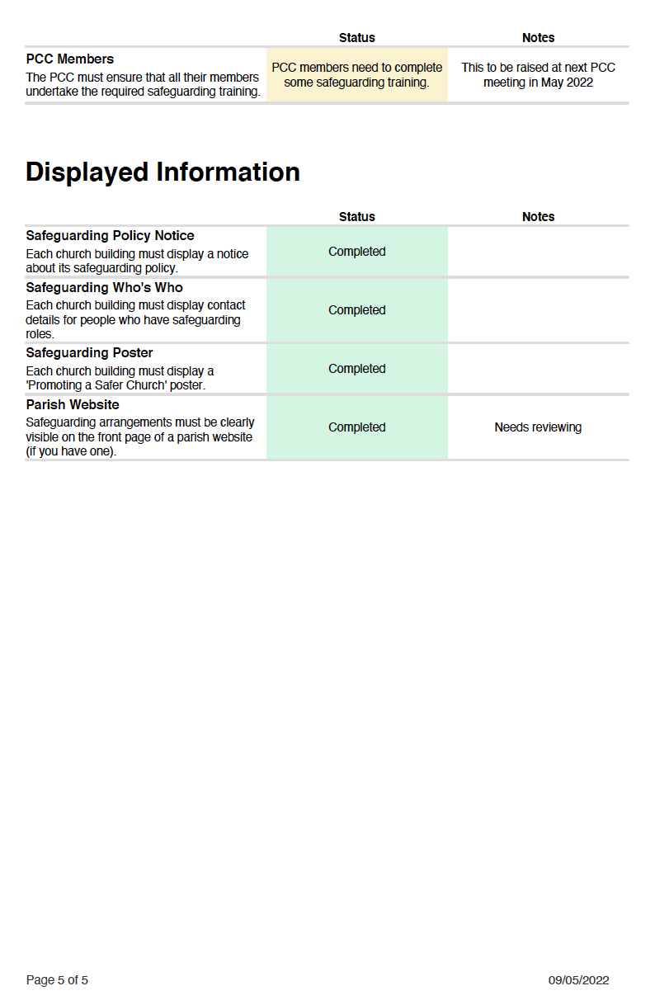 Status Notes
PCC Members
The PCC must ensure that all their members
undertake the required safeguarding training.
PCC members need to complete
some safeguarding training.
This to be raised at next PCC
meeting in May 2022
Displayed Information
Status Notes
Safeguarding Policy Notice
Each church building must display a notice
about its safeguarding policy.
Completed
Safeguarding Who's Who
Each church building must display contact
details for people who have safeguarding
roles.
Completed
Safeguarding Poster
Each church building must display a
'Promoting a Safer Church' poster.
Completed
Parish Website
Safeguarding arrangements must be clearly
visible on the front page of a parish website
(if you have one).
Completed
Needs reviewing
Page 5 of 5 09/05/2022